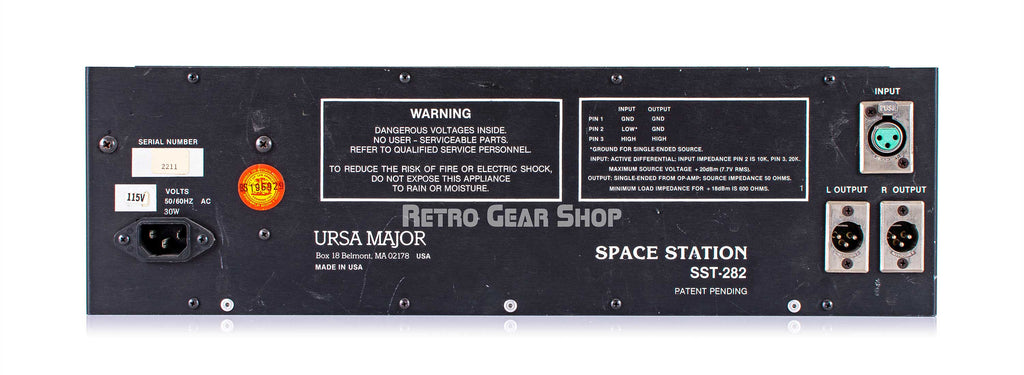 SERIAL NUMBER
2211
115V
VOLTS
50/60HZ AC
30W
WARNING
DANGEROUS VOLTAGES INSIDE.
NO USER - SERVICEABLE PARTS.
REFER TO QUALIFIED SERVICE PERSONNEL.
TO REDUCE THE RISK OF FIRE OR ELECTRIC SHOCK,
DO NOT EXPOSE THIS APPLIANCE
TO RAIN OR MOISTURE.
INPUT OUTPUT
PIN 1 GND GND
PIN 2 LOW* GND
PIN 3 HIGH HIGH
*GROUND FOR SINGLE-ENDED SOURCE.
INPUT: ACTIVE DIFFERENTIAL; INPUT IMPEDANCE PIN 2 IS 10K, PIN 3, 20K.
MAXIMUM SOURCE VOLTAGE +20dBm (7.7V RMS).
OUTPUT: SINGLE-ENDED FROM OP-AMP; SOURCE IMPEDANCE 50 OHMS.
MINIMUM LOAD IMPEDANCE FOR +18dBm IS 600 OHMS. 1
INPUT
PUSH
L OUTPUT R OUTPUT
RETRO GEAR SHOP
URSA MAJOR
Box 18 Belmont, MA 02178 USA
MADE IN USA
SPACE STATION
SST-282
PATENT PENDING